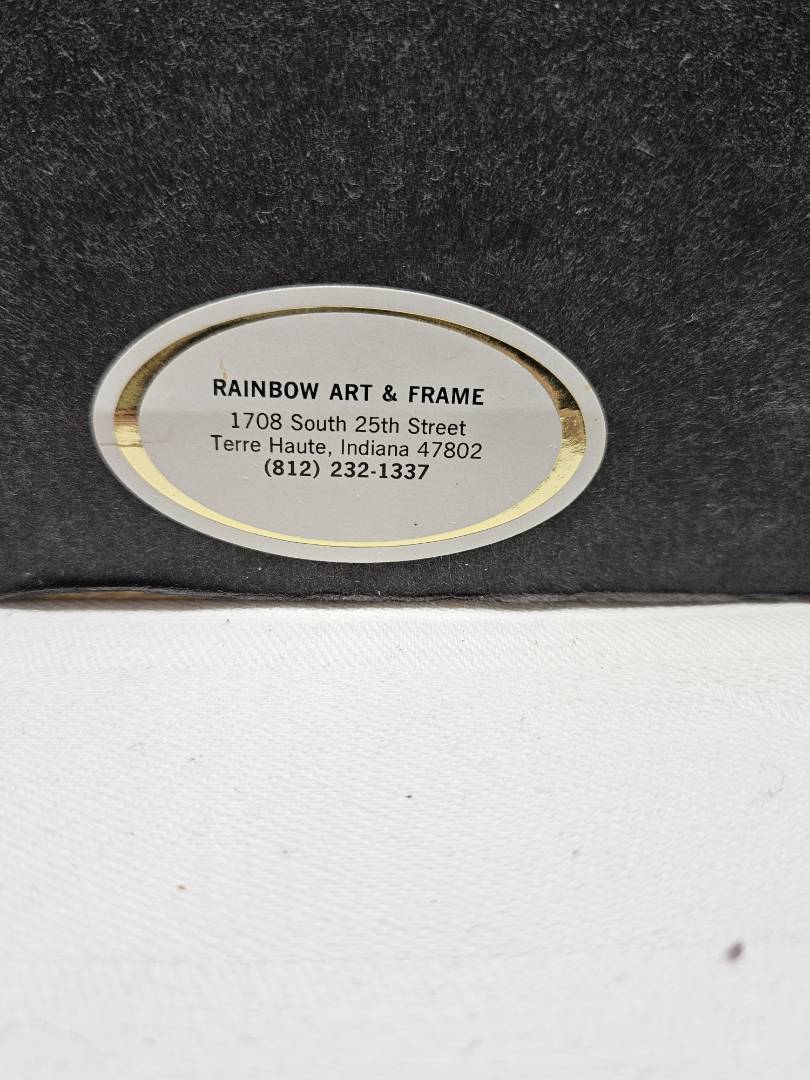 RAINBOW ART & FRAME
1708 South 25th Street
Terre Haute, Indiana 47802
(812) 232-1337